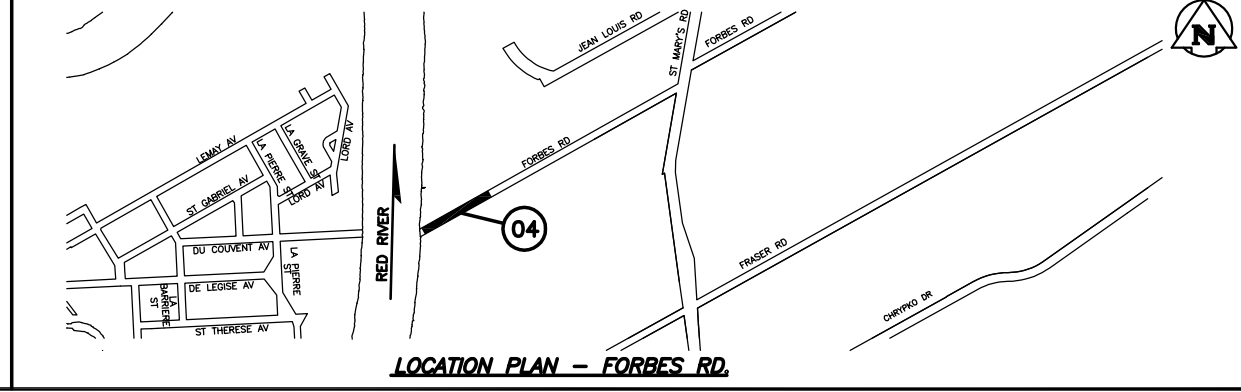 N
JEAN LOUIS RD
ST MARY'S RD
FORBES RD
LEMAY AV
LA GRAVE ST
LA PIERRE ST
LORD AV
FORBES RD
ST GABRIEL AV
LORD AV
04
RED RIVER
DU COUVENT AV
LA PIERRE
ST
FRASER RD
DE LEGISE AV
LA
BARRIERE
ST
CHRYPKO DR
ST THERESE AV
LOCATION PLAN – FORBES RD.